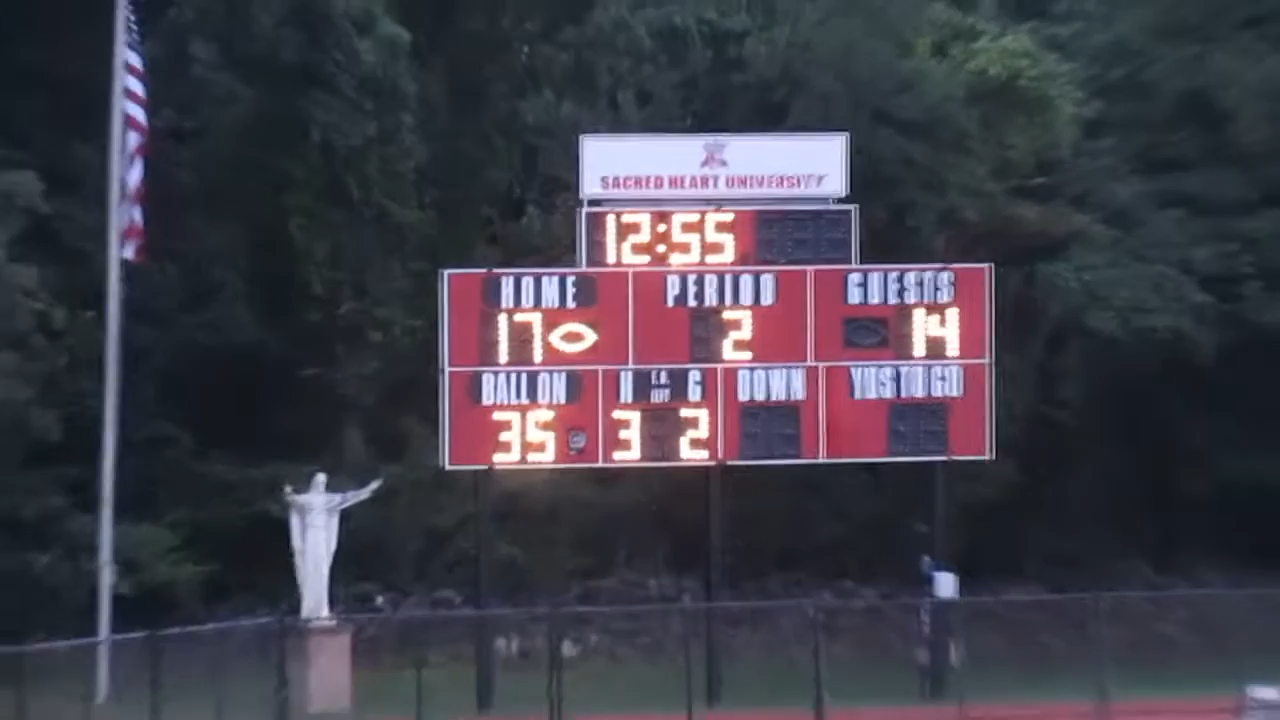 SACRED HEART UNIVERSITY
12:55
HOME PERIOD GUESTS
17 2 14
BALL ON H T.O. LEFT G DOWN YDS TO GO
35 3 2